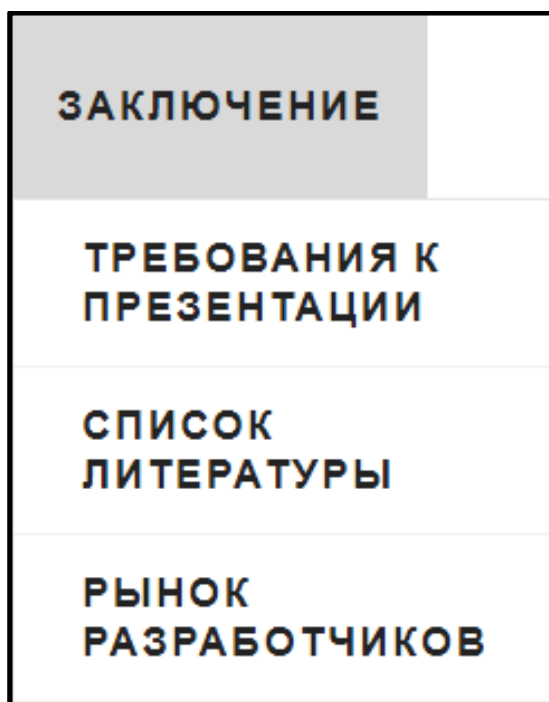 ЗАКЛЮЧЕНИЕ
ТРЕБОВАНИЯ К
ПРЕЗЕНТАЦИИ
СПИСОК
ЛИТЕРАТУРЫ
РЫНОК
РАЗРАБОТЧИКОВ